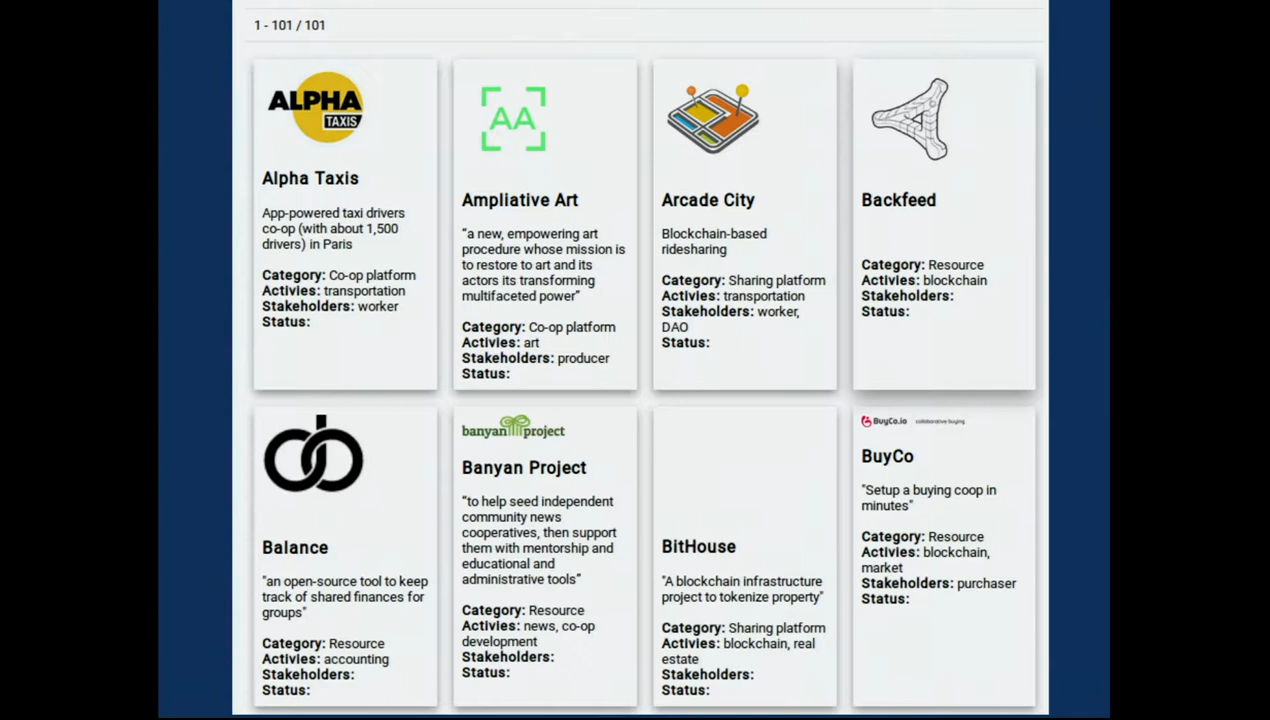 1 - 101 / 101
ALPHA
TAXIS
Alpha Taxis
App-powered taxi drivers
co-op (with about 1,500
drivers) in Paris
Category: Co-op platform
Activies: transportation
Stakeholders: worker
Status:
AA
Ampliative Art
“a new, empowering art
procedure whose mission is
to restore to art and its
actors its transforming
multifaceted power”
Category: Co-op platform
Activies: art
Stakeholders: producer
Status:
Arcade City
Blockchain-based
ridesharing
Category: Sharing platform
Activies: transportation
Stakeholders: worker,
DAO
Status:
Backfeed
Category: Resource
Activies: blockchain
Stakeholders:
Status:
Balance
"an open-source tool to keep
track of shared finances for
groups"
Category: Resource
Activies: accounting
Stakeholders:
Status:
banyan project
Banyan Project
“to help seed independent
community news
cooperatives, then support
them with mentorship and
educational and
administrative tools”
Category: Resource
Activies: news, co-op
development
Stakeholders:
Status:
BitHouse
"A blockchain infrastructure
project to tokenize property"
Category: Sharing platform
Activies: blockchain, real
estate
Stakeholders:
Status:
BuyCo.io collaborative buying
BuyCo
"Setup a buying coop in
minutes"
Category: Resource
Activies: blockchain,
market
Stakeholders: purchaser
Status: